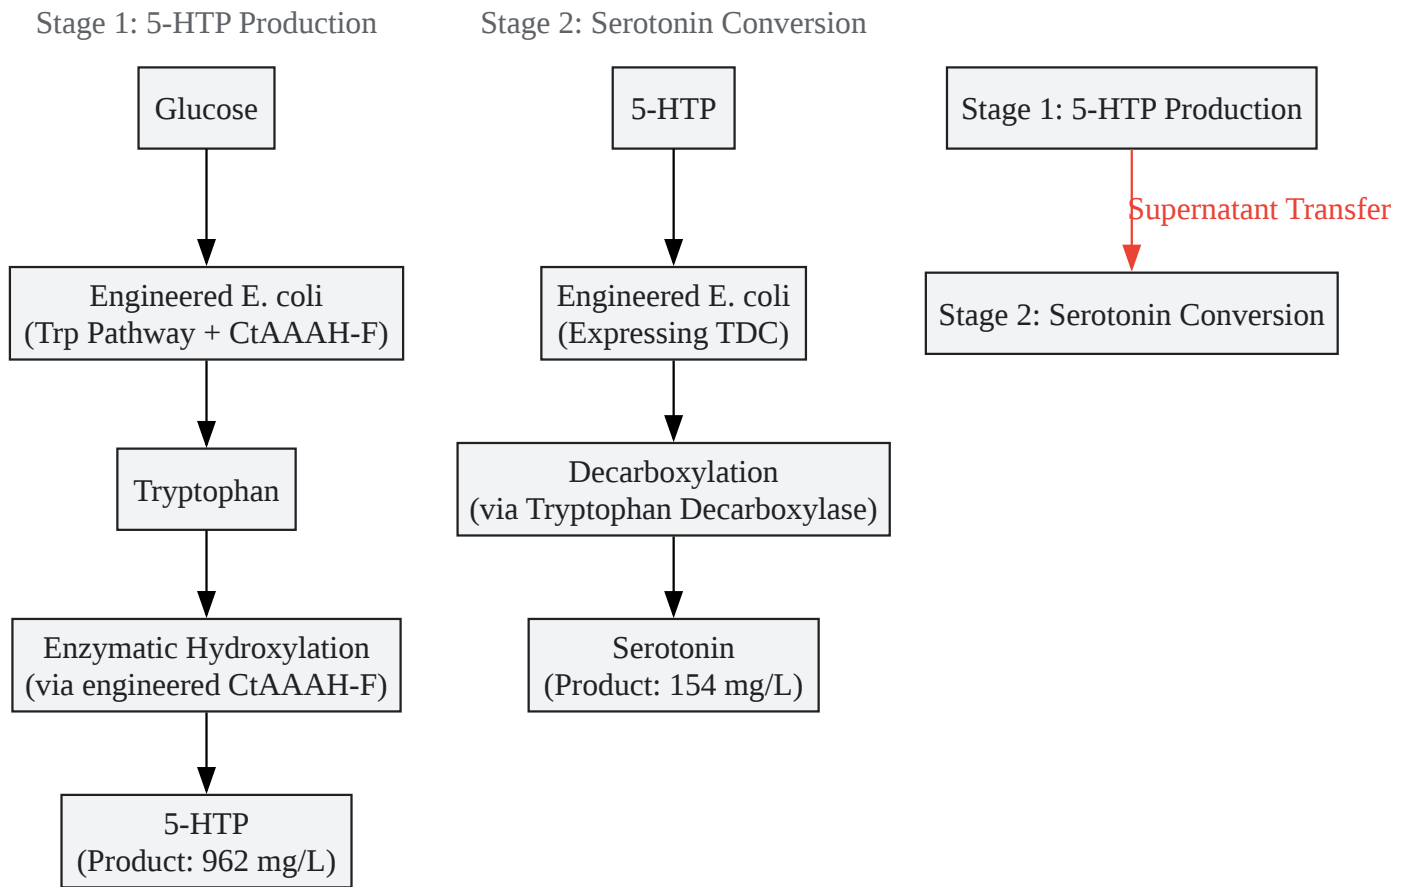 Stage 1: 5-HTP Production
Glucose
Engineered E. coli
(Trp Pathway + CtAAAH-F)
Tryptophan
Enzymatic Hydroxylation
(via engineered CtAAAH-F)
5-HTP
(Product: 962 mg/L)
Stage 2: Serotonin Conversion
5-HTP
Engineered E. coli
(Expressing TDC)
Decarboxylation
(via Tryptophan Decarboxylase)
Serotonin
(Product: 154 mg/L)
Stage 1: 5-HTP Production
Supernatant Transfer
Stage 2: Serotonin Conversion